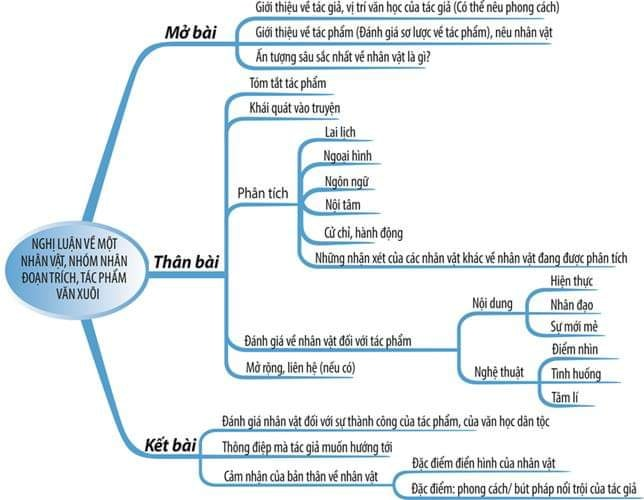 Giới thiệu về tác giả, vị trí văn học của tác giả (Có thể nêu phong cách)
Mở bài
Giới thiệu về tác phẩm (Đánh giá sơ lược về tác phẩm), nêu nhân vật
Ấn tượng sâu sắc nhất về nhân vật là gì?
Tóm tắt tác phẩm
Khái quát vào truyện
Lai lịch
Ngoại hình
Phân tích
Ngôn ngữ
Nội tâm
Cử chỉ, hành động
NGHỊ LUẬN VỀ MỘT
NHÂN VẬT, NHÓM NHÂN
ĐOẠN TRÍCH, TÁC PHẨM
VĂN XUÔI
Thân bài
Những nhận xét của các nhân vật khác về nhân vật đang được phân tích
Hiện thực
Nội dung
Nhân đạo
Sự mới mẻ
Đánh giá về nhân vật đối với tác phẩm
Điểm nhìn
Mở rộng, liên hệ (nếu có)
Nghệ thuật
Tình huống
Tâm lí
Đánh giá nhân vật đối với sự thành công của tác phẩm, của văn học dân tộc
Kết bài
Thông điệp mà tác giả muốn hướng tới
Cảm nhận của bản thân về nhân vật
Đặc điểm điển hình của nhân vật
Đặc điểm: phong cách/ bút pháp nổi trội của tác giả